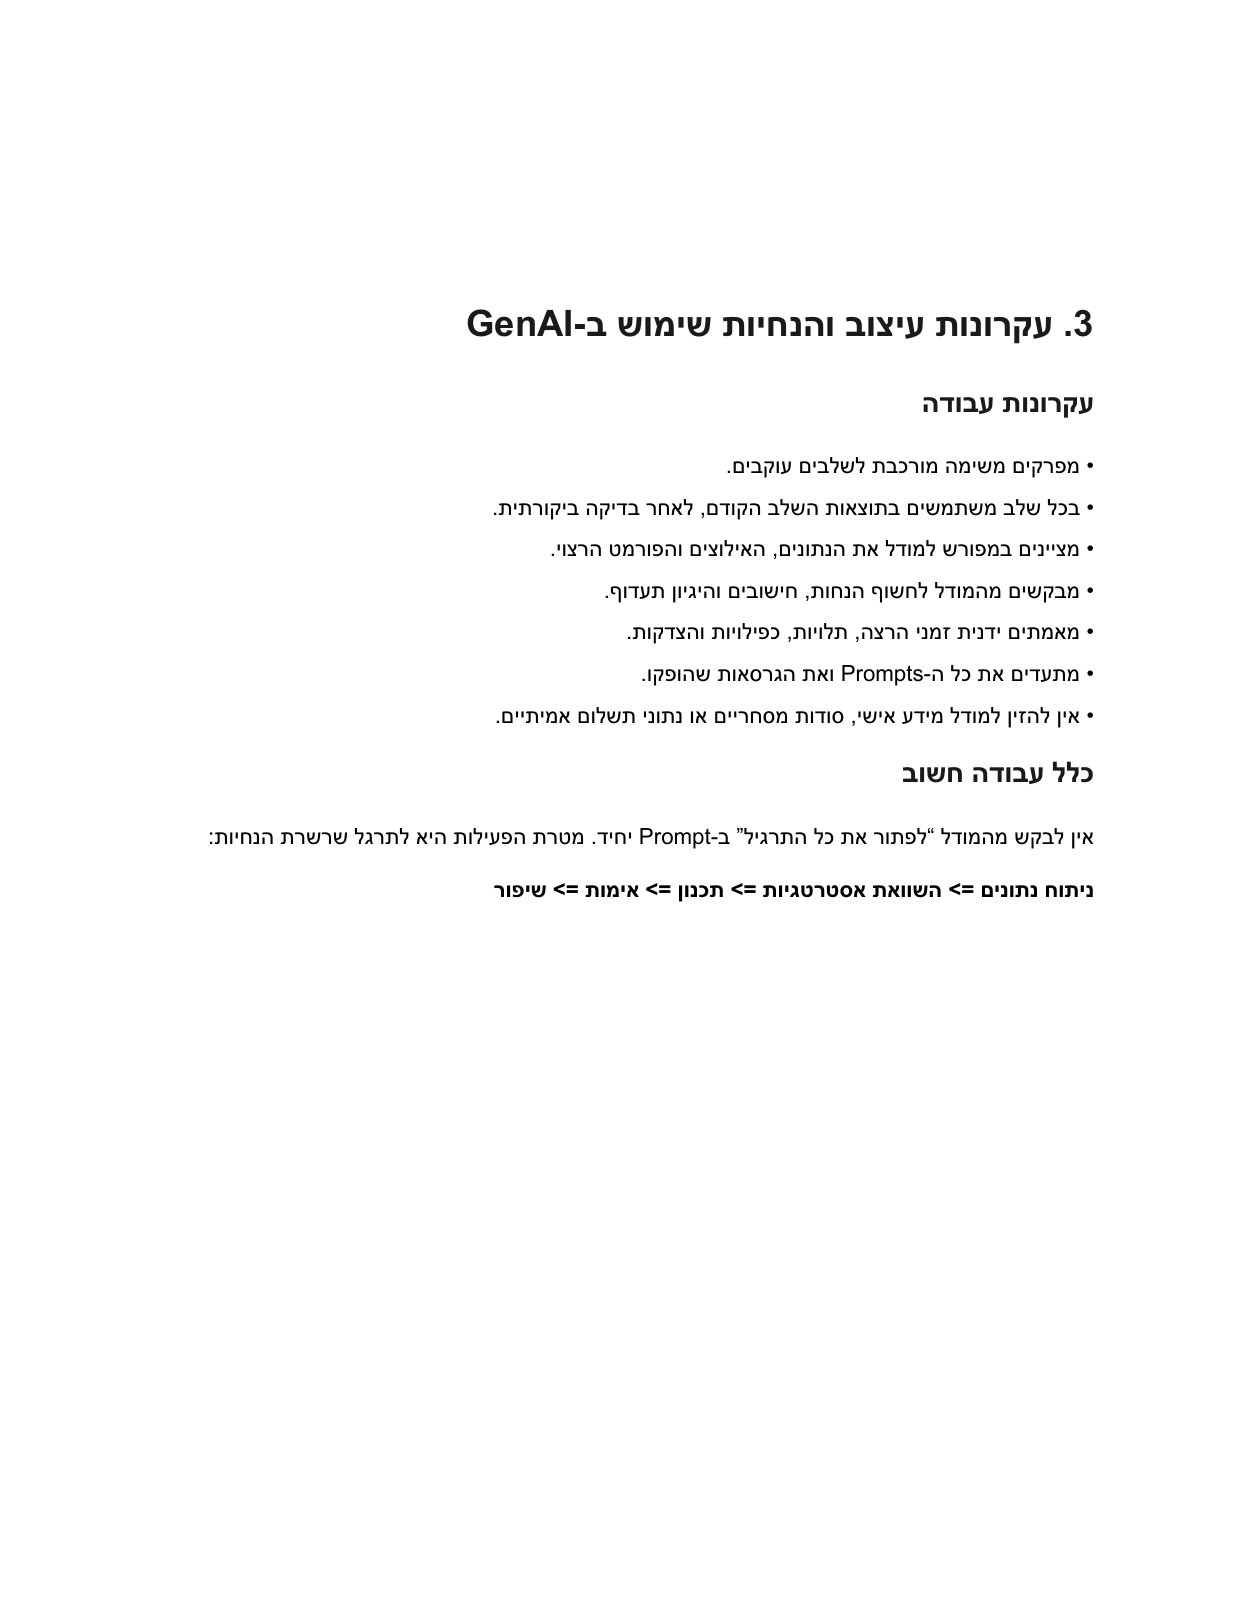 3. עקרונות עיצוב והנחיות שימוש ב-GenAI
עקרונות עבודה
• מפרקים משימה מורכבת לשלבים עוקבים.
• בכל שלב משתמשים בתוצאות השלב הקודם, לאחר בדיקה ביקורתית.
• מציינים במפורש למודל את הנתונים, האילוצים והפורמט הרצוי.
• מבקשים מהמודל לחשוף הנחות, חישובים והיגיון תעדוף.
• מאמתים ידנית זמני הרצה, תלויות, כפילויות והצדקות.
• מתעדים את כל ה-Prompts ואת הגרסאות שהופקו.
• אין להזין למודל מידע אישי, סודות מסחריים או נתוני תשלום אמיתיים.
כלל עבודה חשוב
אין לבקש מהמודל “לפתור את כל התרגיל” ב-Prompt יחיד. מטרת הפעילות היא לתרגל שרשרת הנחיות:
ניתוח נתונים => השוואת אסטרטגיות => תכנון => אימות => שיפור